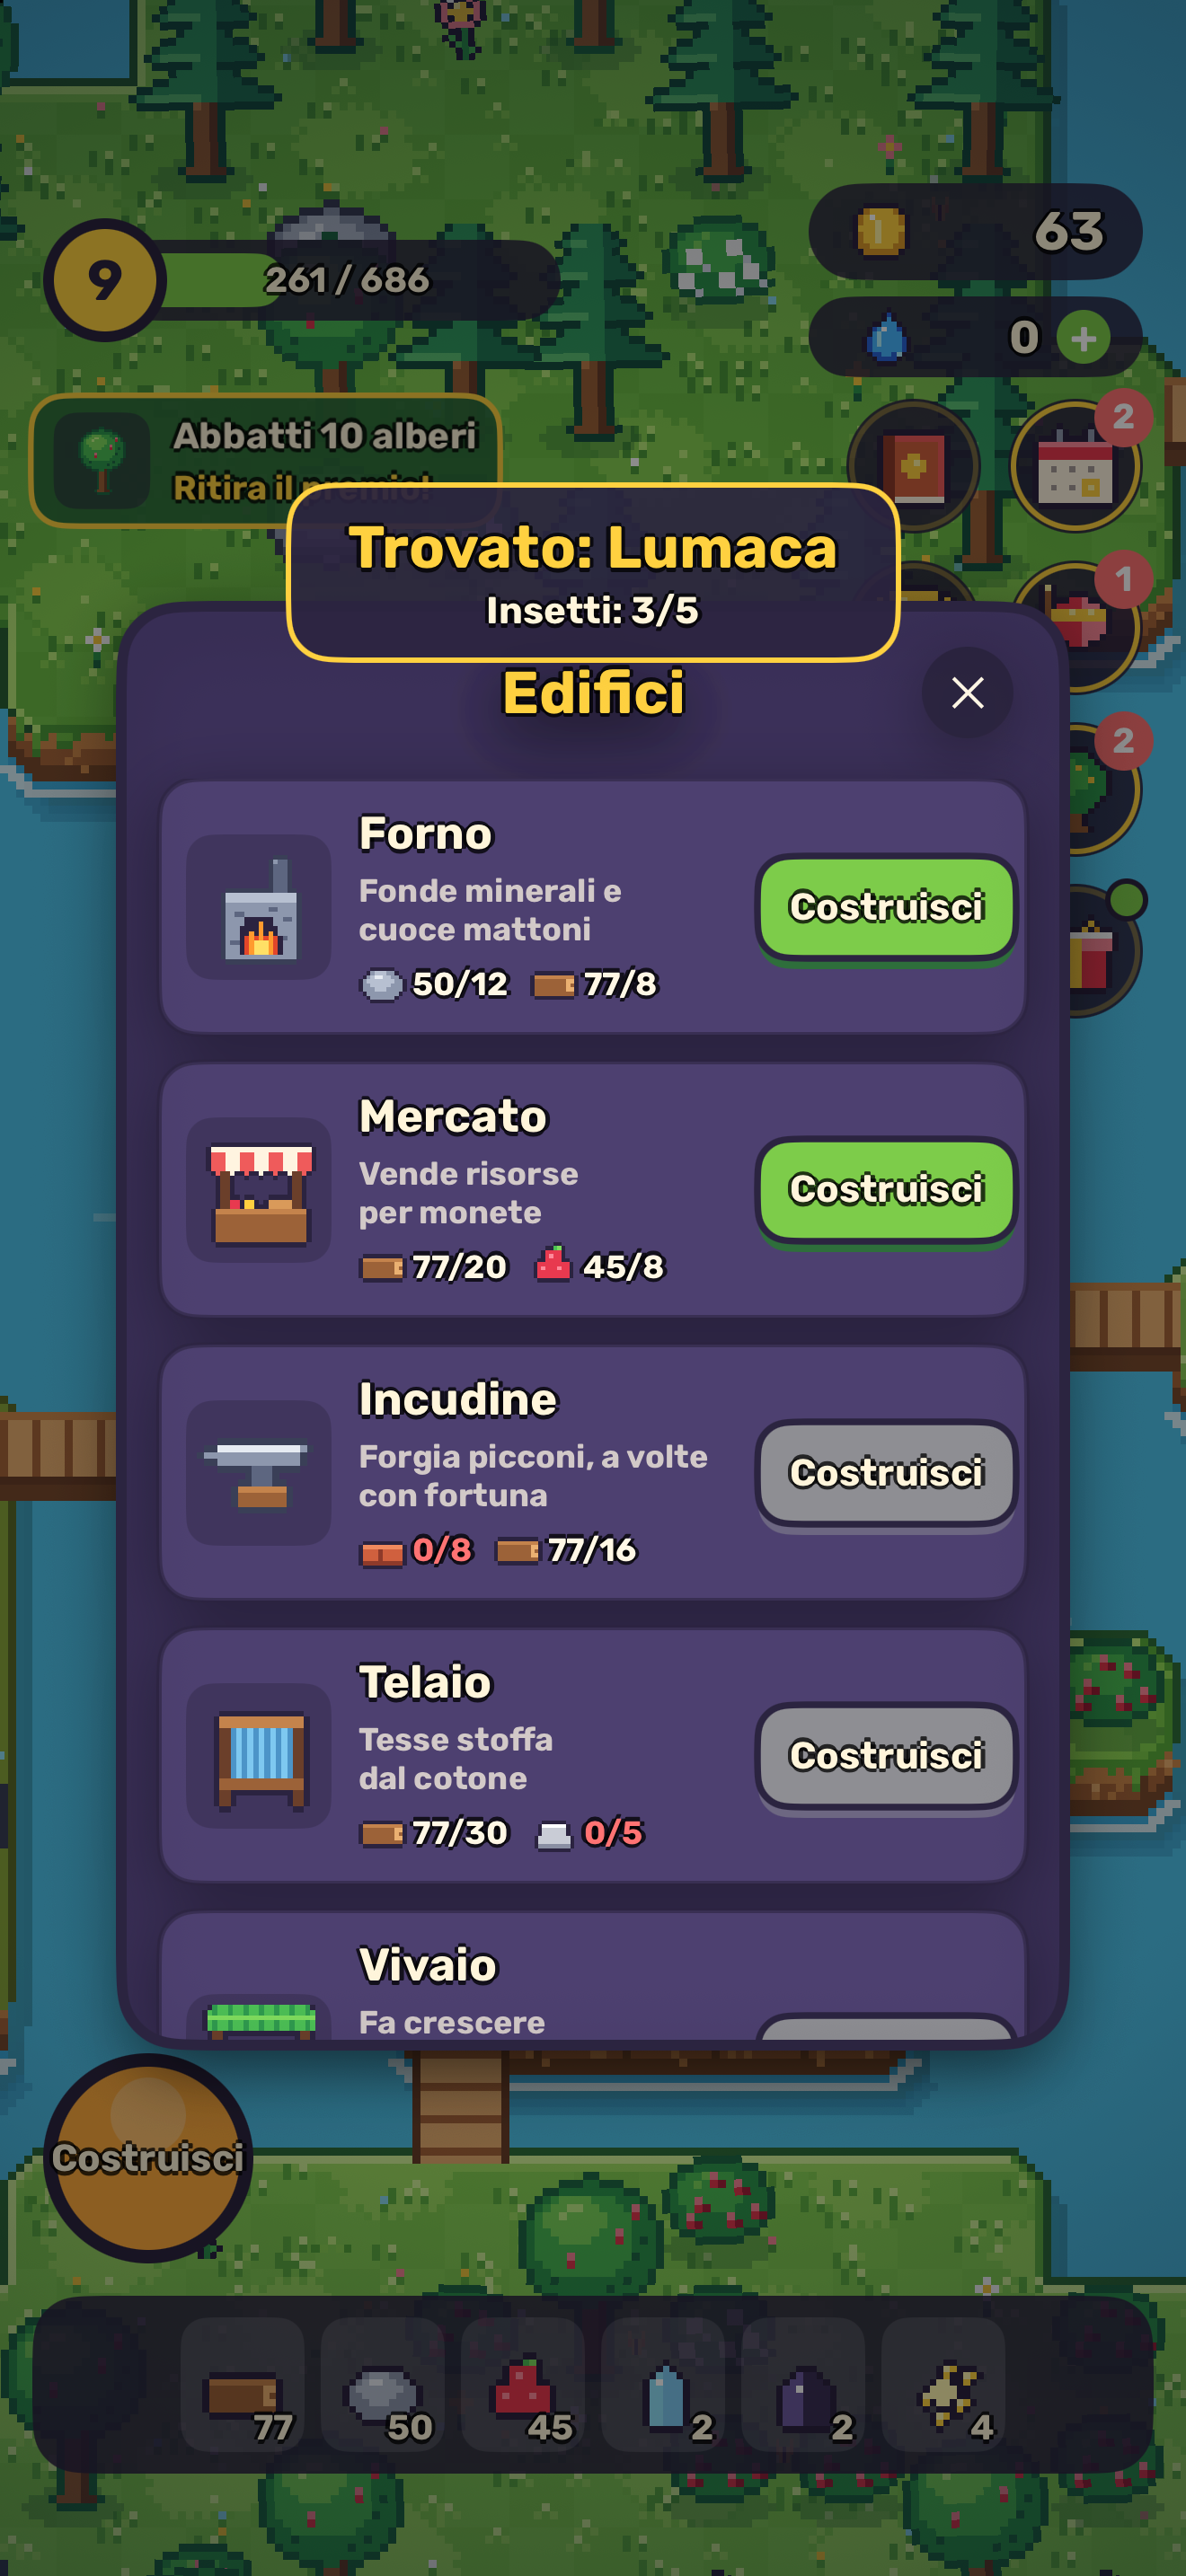 63
9
261 / 686
0
+
2
Abbatti 10 alberi
Ritira il premio!
Trovato: Lumaca
Insetti: 3/5
1
Edifici
2
Forno
Fonde minerali e
cuoce mattoni
50/12 77/8
Costruisci
Mercato
Vende risorse
per monete
77/20 45/8
Costruisci
Incudine
Forgia picconi, a volte
con fortuna
0/8 77/16
Costruisci
Telaio
Tesse stoffa
dal cotone
77/30 0/5
Costruisci
Vivaio
Fa crescere
Costruisci
77 50 45 2 2 4